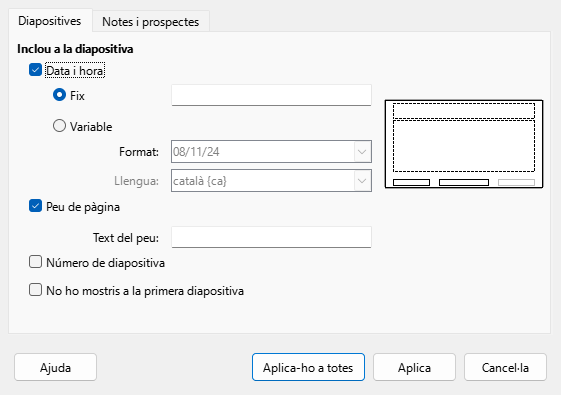 Diapositives Notes i prospectes
Inclou a la diapositiva
Data i hora
Fix
Variable
Format: 08/11/24
Llengua: català {ca}
Peu de pàgina
Text del peu:
Número de diapositiva
No ho mostris a la primera diapositiva
Ajuda Aplica-ho a totes Aplica Cancel·la